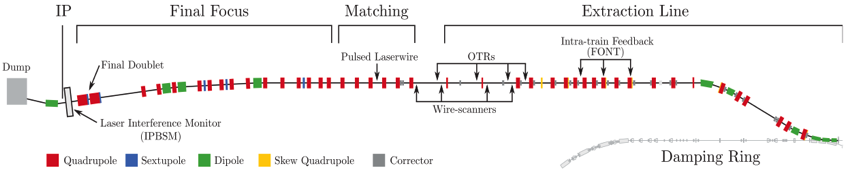 IP
Final Focus
Matching
Extraction Line
Dump
Final Doublet
Pulsed Laserwire
OTRs
Intra-train Feedback
(FONT)
Laser Interference Monitor
(IPBSM)
Wire-scanners
Damping Ring
Quadrupole
Sextupole
Dipole
Skew Quadrupole
Corrector